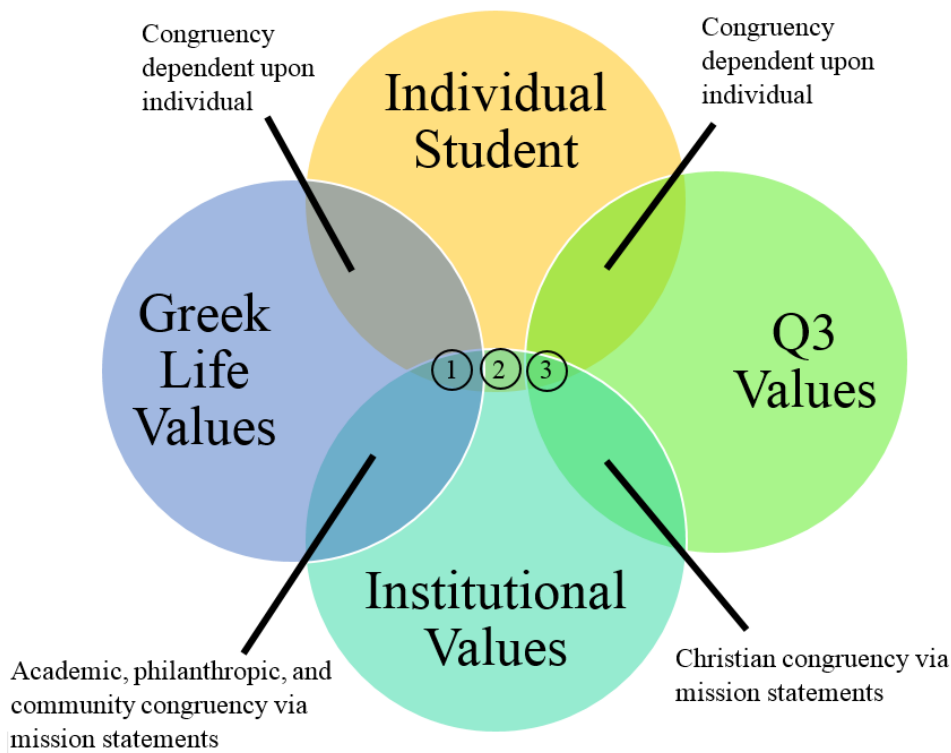 Congruency
dependent upon
individual
Congruency
dependent upon
individual
Individual
Student
Greek
Life
Values
Q3
Values
1
2
3
Institutional
Values
Academic, philanthropic, and
community congruency via
mission statements
Christian congruency via
mission statements